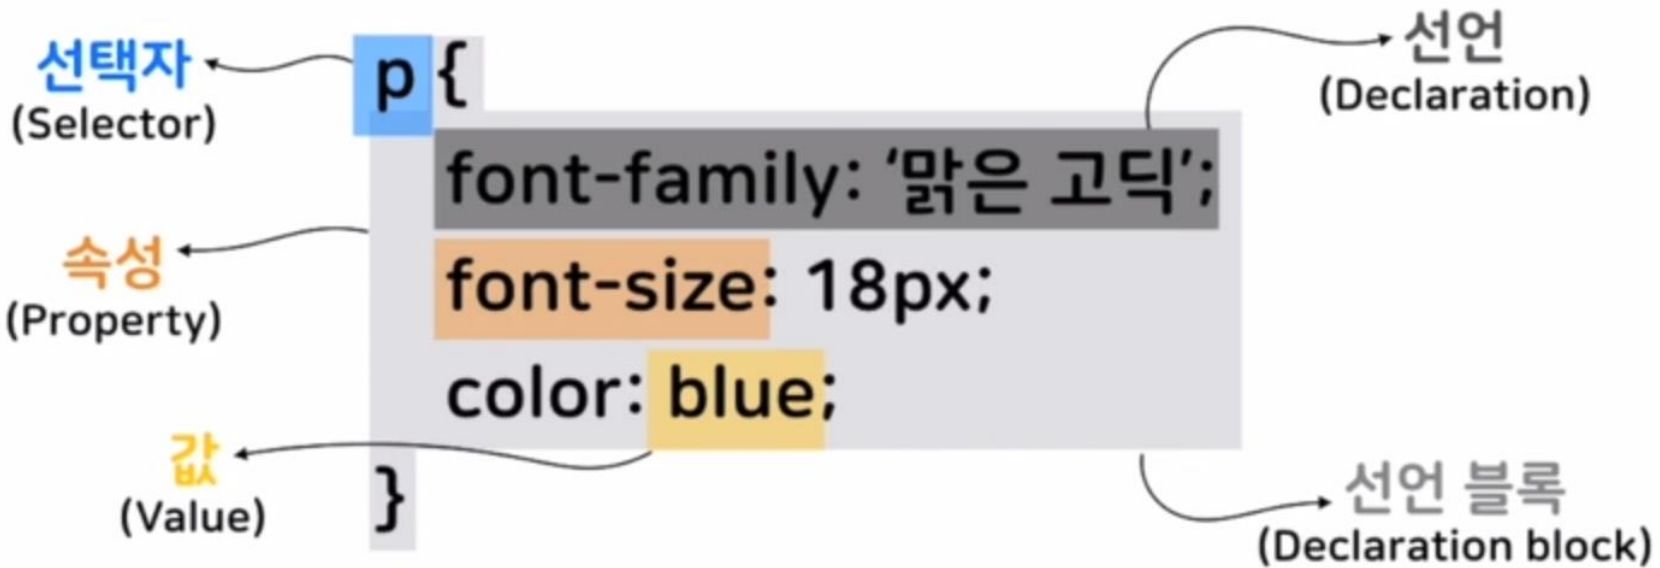 선택자
(Selector)
p {
선언
(Declaration)
font-family: ‘맑은 고딕’;
속성
(Property)
font-size: 18px;
color: blue;
값
(Value)
}
선언 블록
(Declaration block)